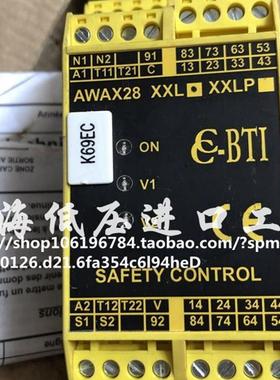 N1 N2 91 83 73 63 53
A1 T11 T21 C 13 23 33 43
AWAX28 XXL XXLP
K69EC
ON
C-BTI
V1
海低压进口工
/shop106196784.taobao.com/?spm
0126.d21.6fa354c6l94heD
SAFETY CONTROL
A2 T12 T22 V 14 24 34 44
S1 S2 92 84 74 64 54